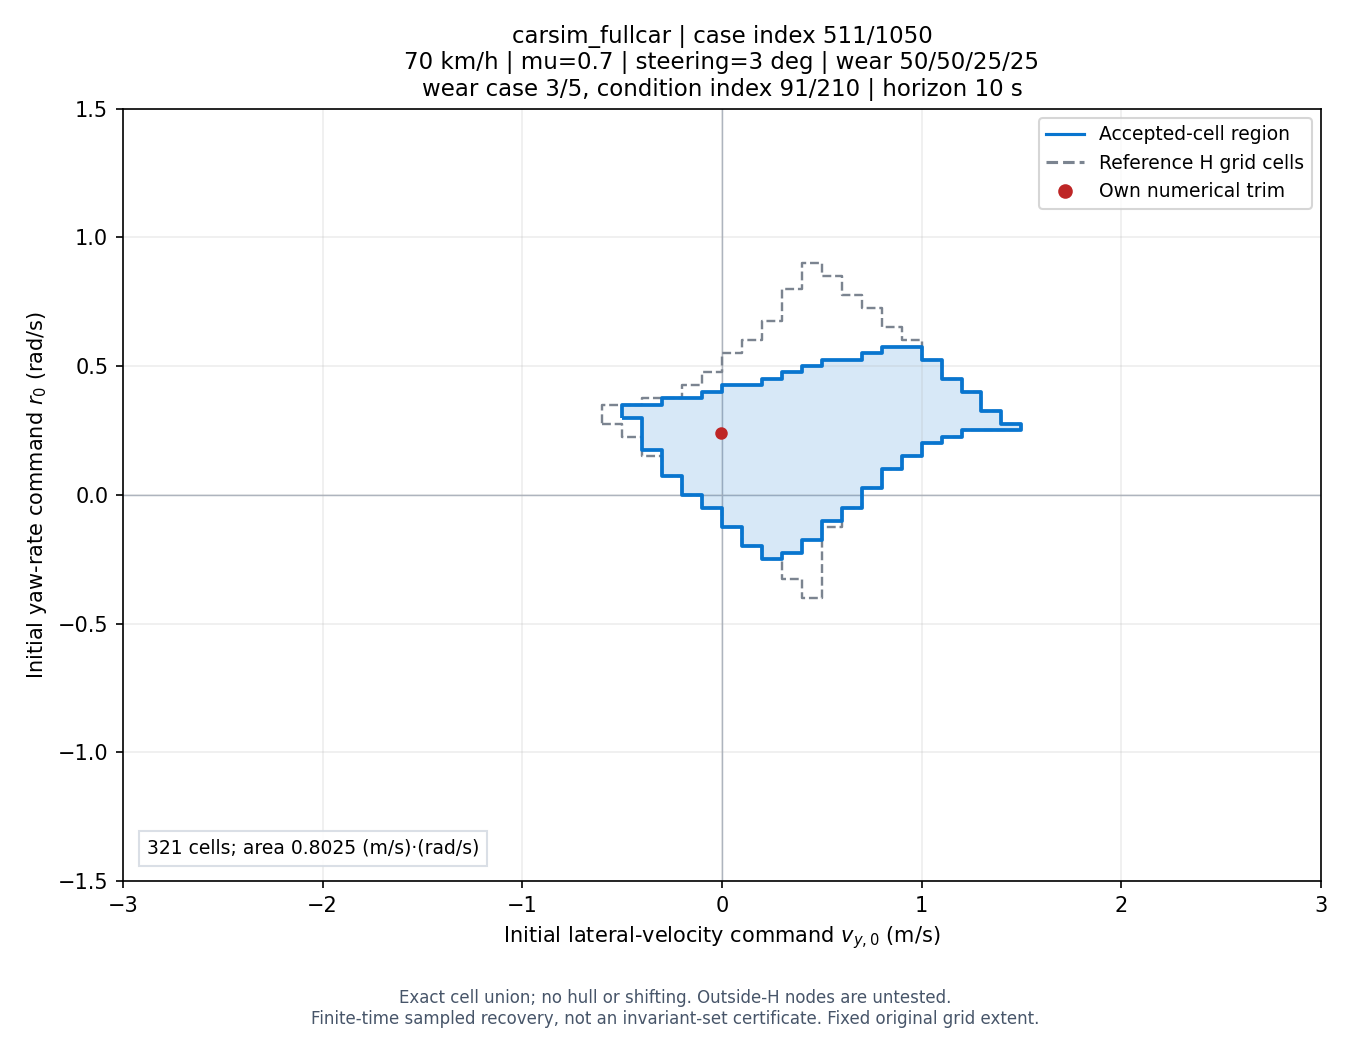 carsim_fullcar | case index 511/1050
70 km/h | mu=0.7 | steering=3 deg | wear 50/50/25/25
wear case 3/5, condition index 91/210 | horizon 10 s
Accepted-cell region
Reference H grid cells
Own numerical trim
1.5
1.0
0.5
0.0
−0.5
−1.0
−1.5
Initial yaw-rate command r₀ (rad/s)
321 cells; area 0.8025 (m/s)·(rad/s)
−3
−2
−1
0
1
2
3
Initial lateral-velocity command v_{y,0} (m/s)
Exact cell union; no hull or shifting. Outside-H nodes are untested.
Finite-time sampled recovery, not an invariant-set certificate. Fixed original grid extent.